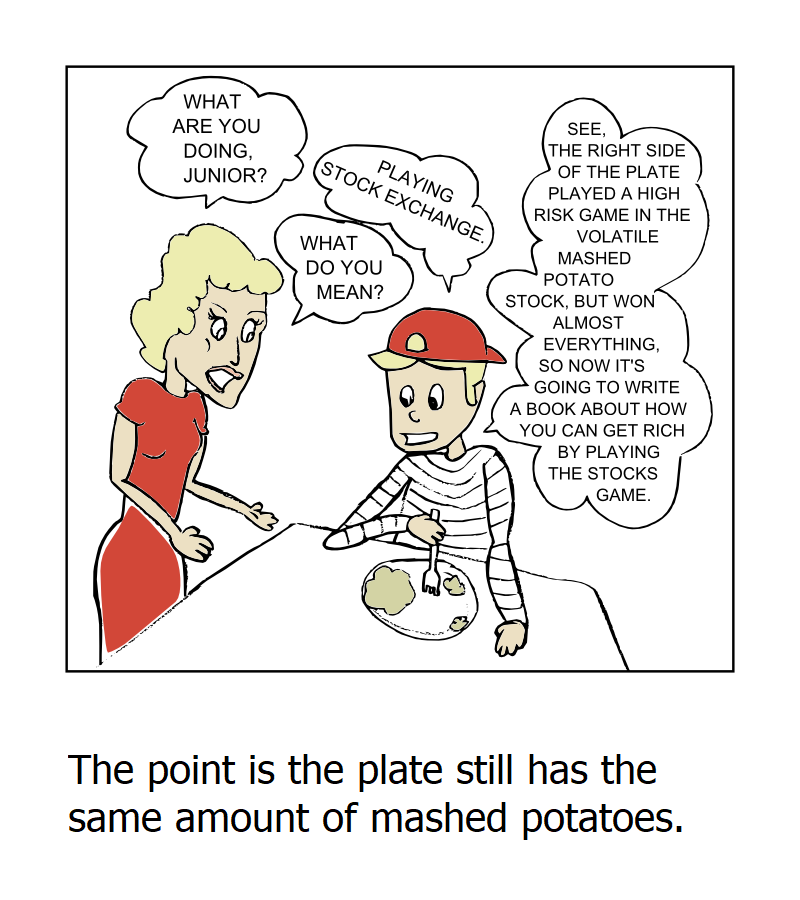 WHAT
ARE YOU
DOING,
JUNIOR?
PLAYING
STOCK EXCHANGE.
WHAT
DO YOU
MEAN?
SEE,
THE RIGHT SIDE
OF THE PLATE
PLAYED A HIGH
RISK GAME IN THE
VOLATILE
MASHED
POTATO
STOCK, BUT WON
ALMOST
EVERYTHING,
SO NOW IT'S
GOING TO WRITE
A BOOK ABOUT HOW
YOU CAN GET RICH
BY PLAYING
THE STOCKS
GAME.
The point is the plate still has the
same amount of mashed potatoes.